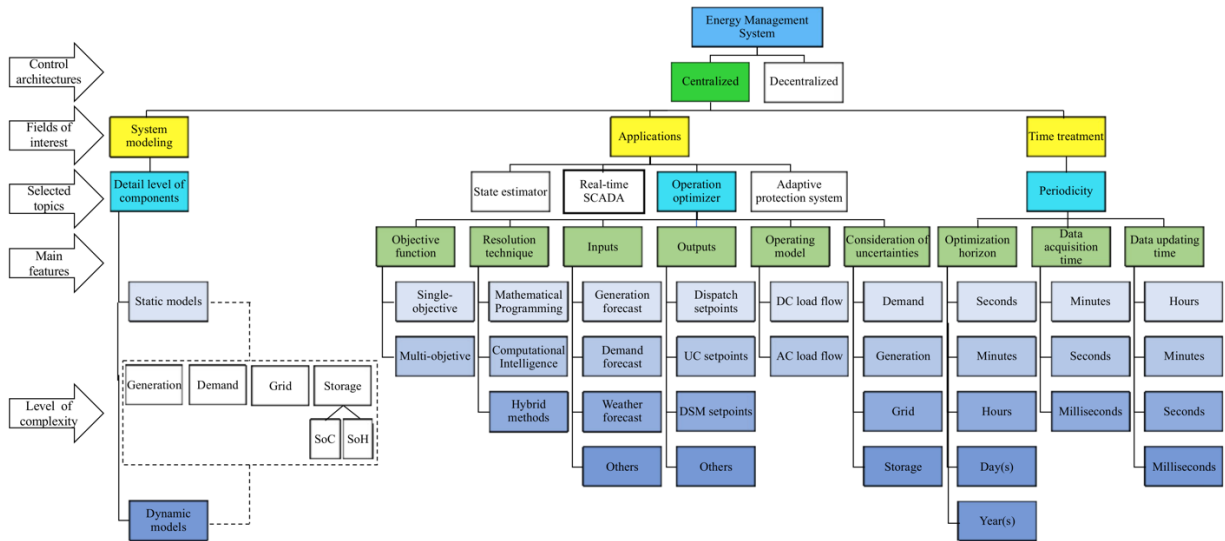 Energy Management
System
Control
architectures
Centralized
Decentralized
Fields of
interest
System
modeling
Applications
Time treatment
Selected
topics
Detail level of
components
State estimator
Real-time
SCADA
Operation
optimizer
Adaptive
protection system
Periodicity
Main
features
Objective
function
Resolution
technique
Inputs
Outputs
Operating
model
Consideration of
uncertainties
Optimization
horizon
Data
acquisition
time
Data updating
time
Level of
complexity
Static models
Single-
objective
Mathematical
Programming
Generation
forecast
Dispatch
setpoints
DC load flow
Demand
Seconds
Minutes
Hours
Multi-objetive
Computational
Intelligence
Demand
forecast
UC setpoints
AC load flow
Generation
Minutes
Seconds
Minutes
Generation
Demand
Grid
Storage
Hybrid
methods
Weather
forecast
DSM setpoints
Grid
Hours
Milliseconds
Seconds
SoC
SoH
Others
Others
Storage
Day(s)
Milliseconds
Dynamic
models
Year(s)